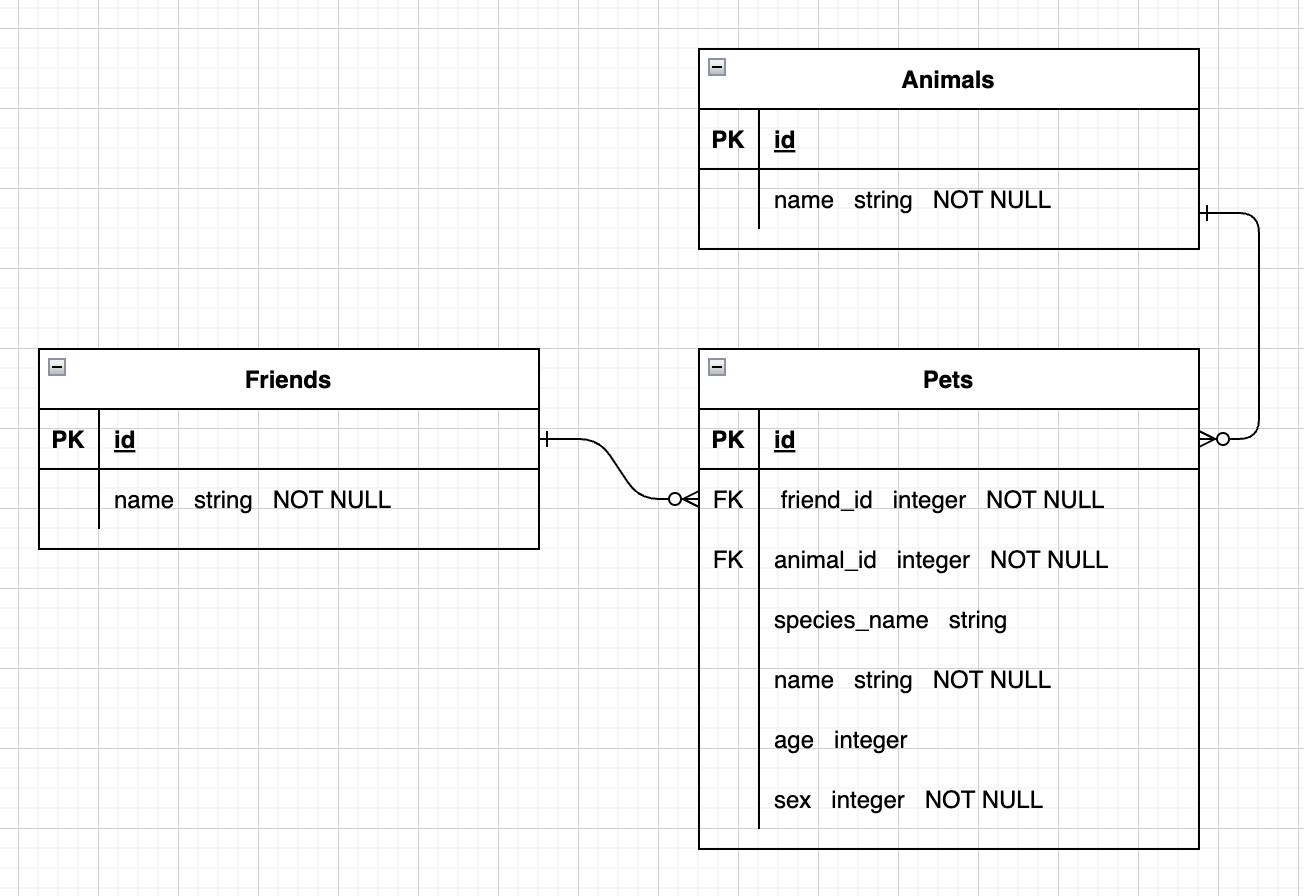 Animals
PK id
name string NOT NULL
Friends
PK id
name string NOT NULL
Pets
PK id
FK friend_id integer NOT NULL
FK animal_id integer NOT NULL
species_name string
name string NOT NULL
age integer
sex integer NOT NULL